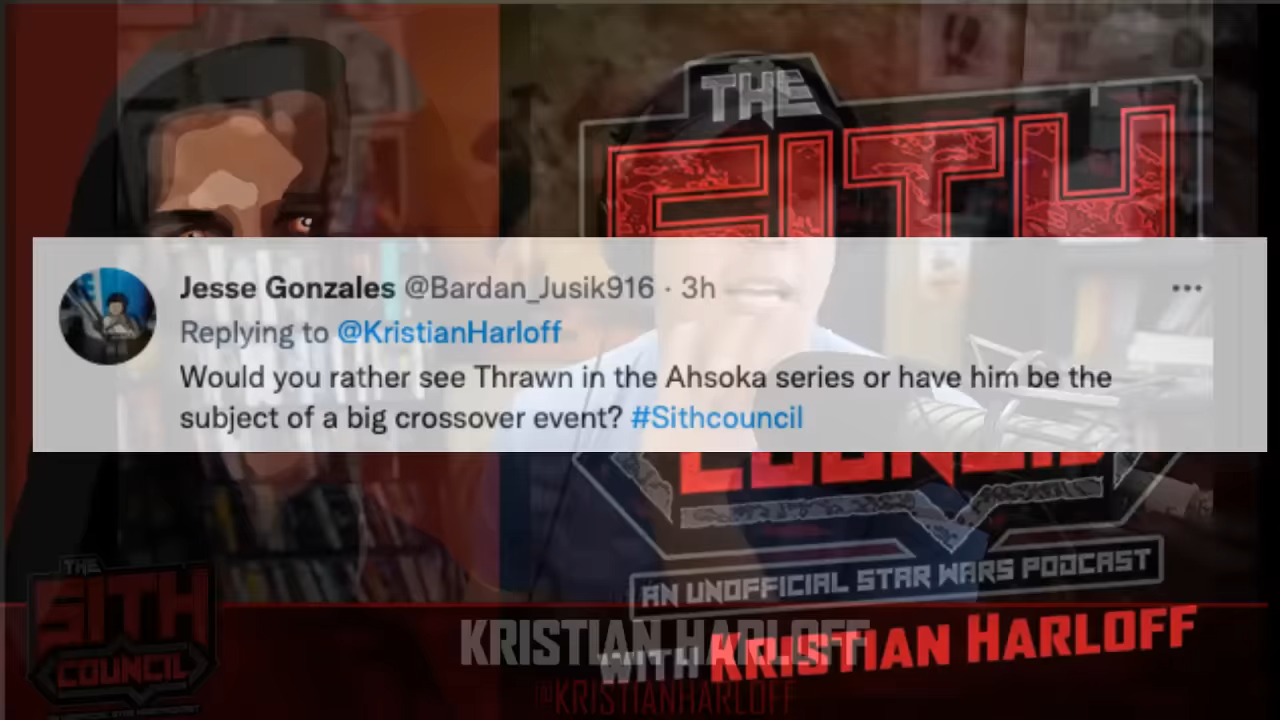 THE
SITH
Jesse Gonzales @Bardan_Jusik916 · 3h
Replying to @KristianHarloff
Would you rather see Thrawn in the Ahsoka series or have him be the
subject of a big crossover event? #Sithcouncil
COUNCIL
AN UNOFFICIAL STAR WARS PODCAST
WITH KRISTIAN HARLOFF
THE
SITH
COUNCIL
KRISTIAN HARLOFF
@KRISTIANHARLOFF